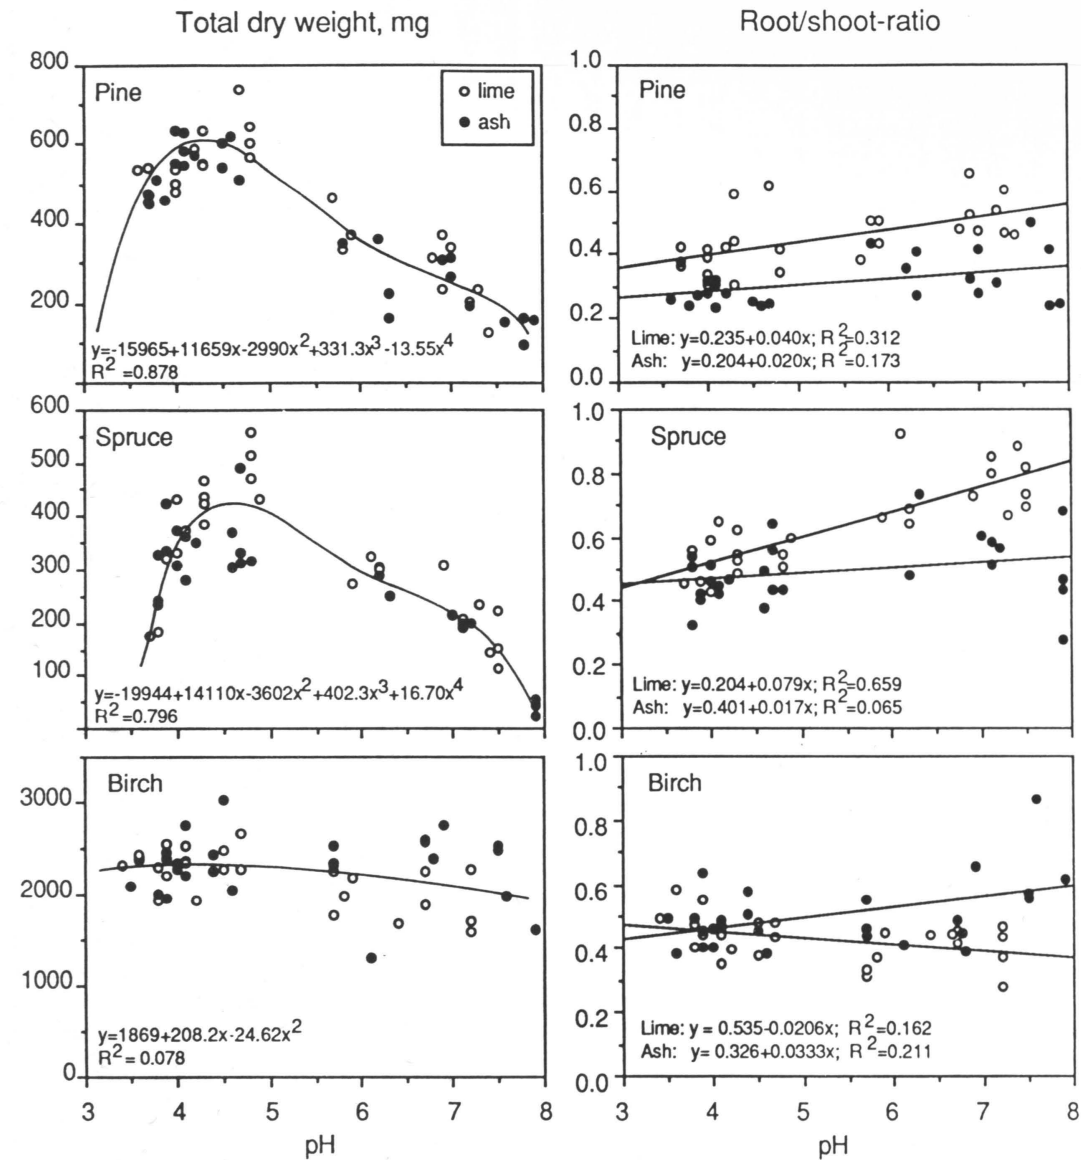 Total dry weight, mg
Root/shoot-ratio
800
600
400
200
Pine
lime
ash
y=-15965+11659x-2990x² +331.3x³ -13.55x⁴
R² =0.878
1.0
0.8
0.6
0.4
0.2
0.0
Pine
Lime: y=0.235+0.040x; R²=0.312
Ash: y=0.204+0.020x; R²=0.173
600
500
400
300
200
100
Spruce
y=-19944+14110x-3602x² +402.3x³ +16.70x⁴
R² =0.796
1.0
0.8
0.6
0.4
0.2
0.0
Spruce
Lime: y=0.204+0.079x; R²=0.659
Ash: y=0.401+0.017x; R²=0.065
3000
2000
1000
0
Birch
y=1869+208.2x-24.62x²
R² = 0.078
3 4 5 6 7 8
pH
1.0
0.8
0.6
0.4
0.2
0.0
Birch
Lime: y = 0.535-0.0206x; R²=0.162
Ash: y= 0.326+0.0333x; R²=0.211
3 4 5 6 7 8
pH